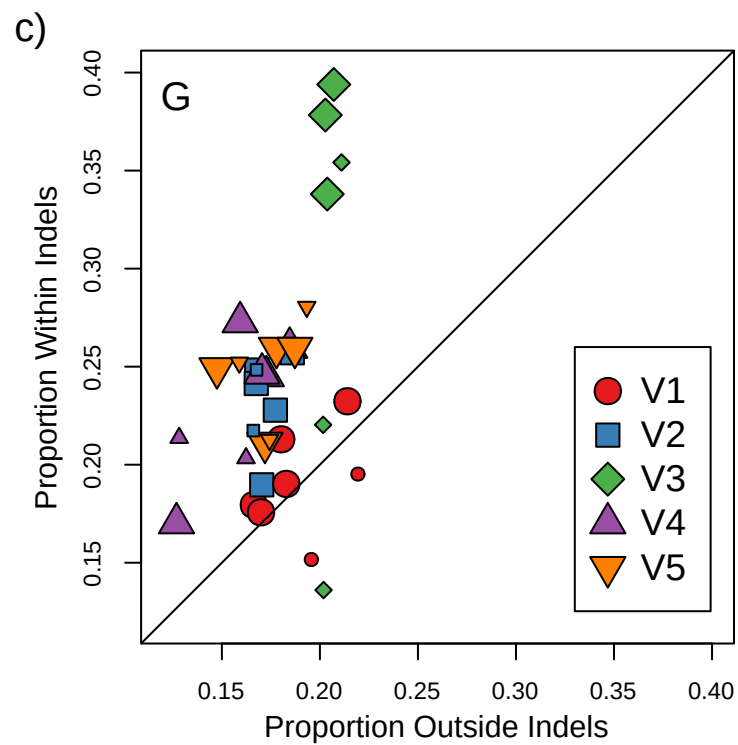 c)
G
0.40
0.35
0.30
0.25
0.20
0.15
Proportion Within Indels
V1
V2
V3
V4
V5
0.15 0.20 0.25 0.30 0.35 0.40
Proportion Outside Indels